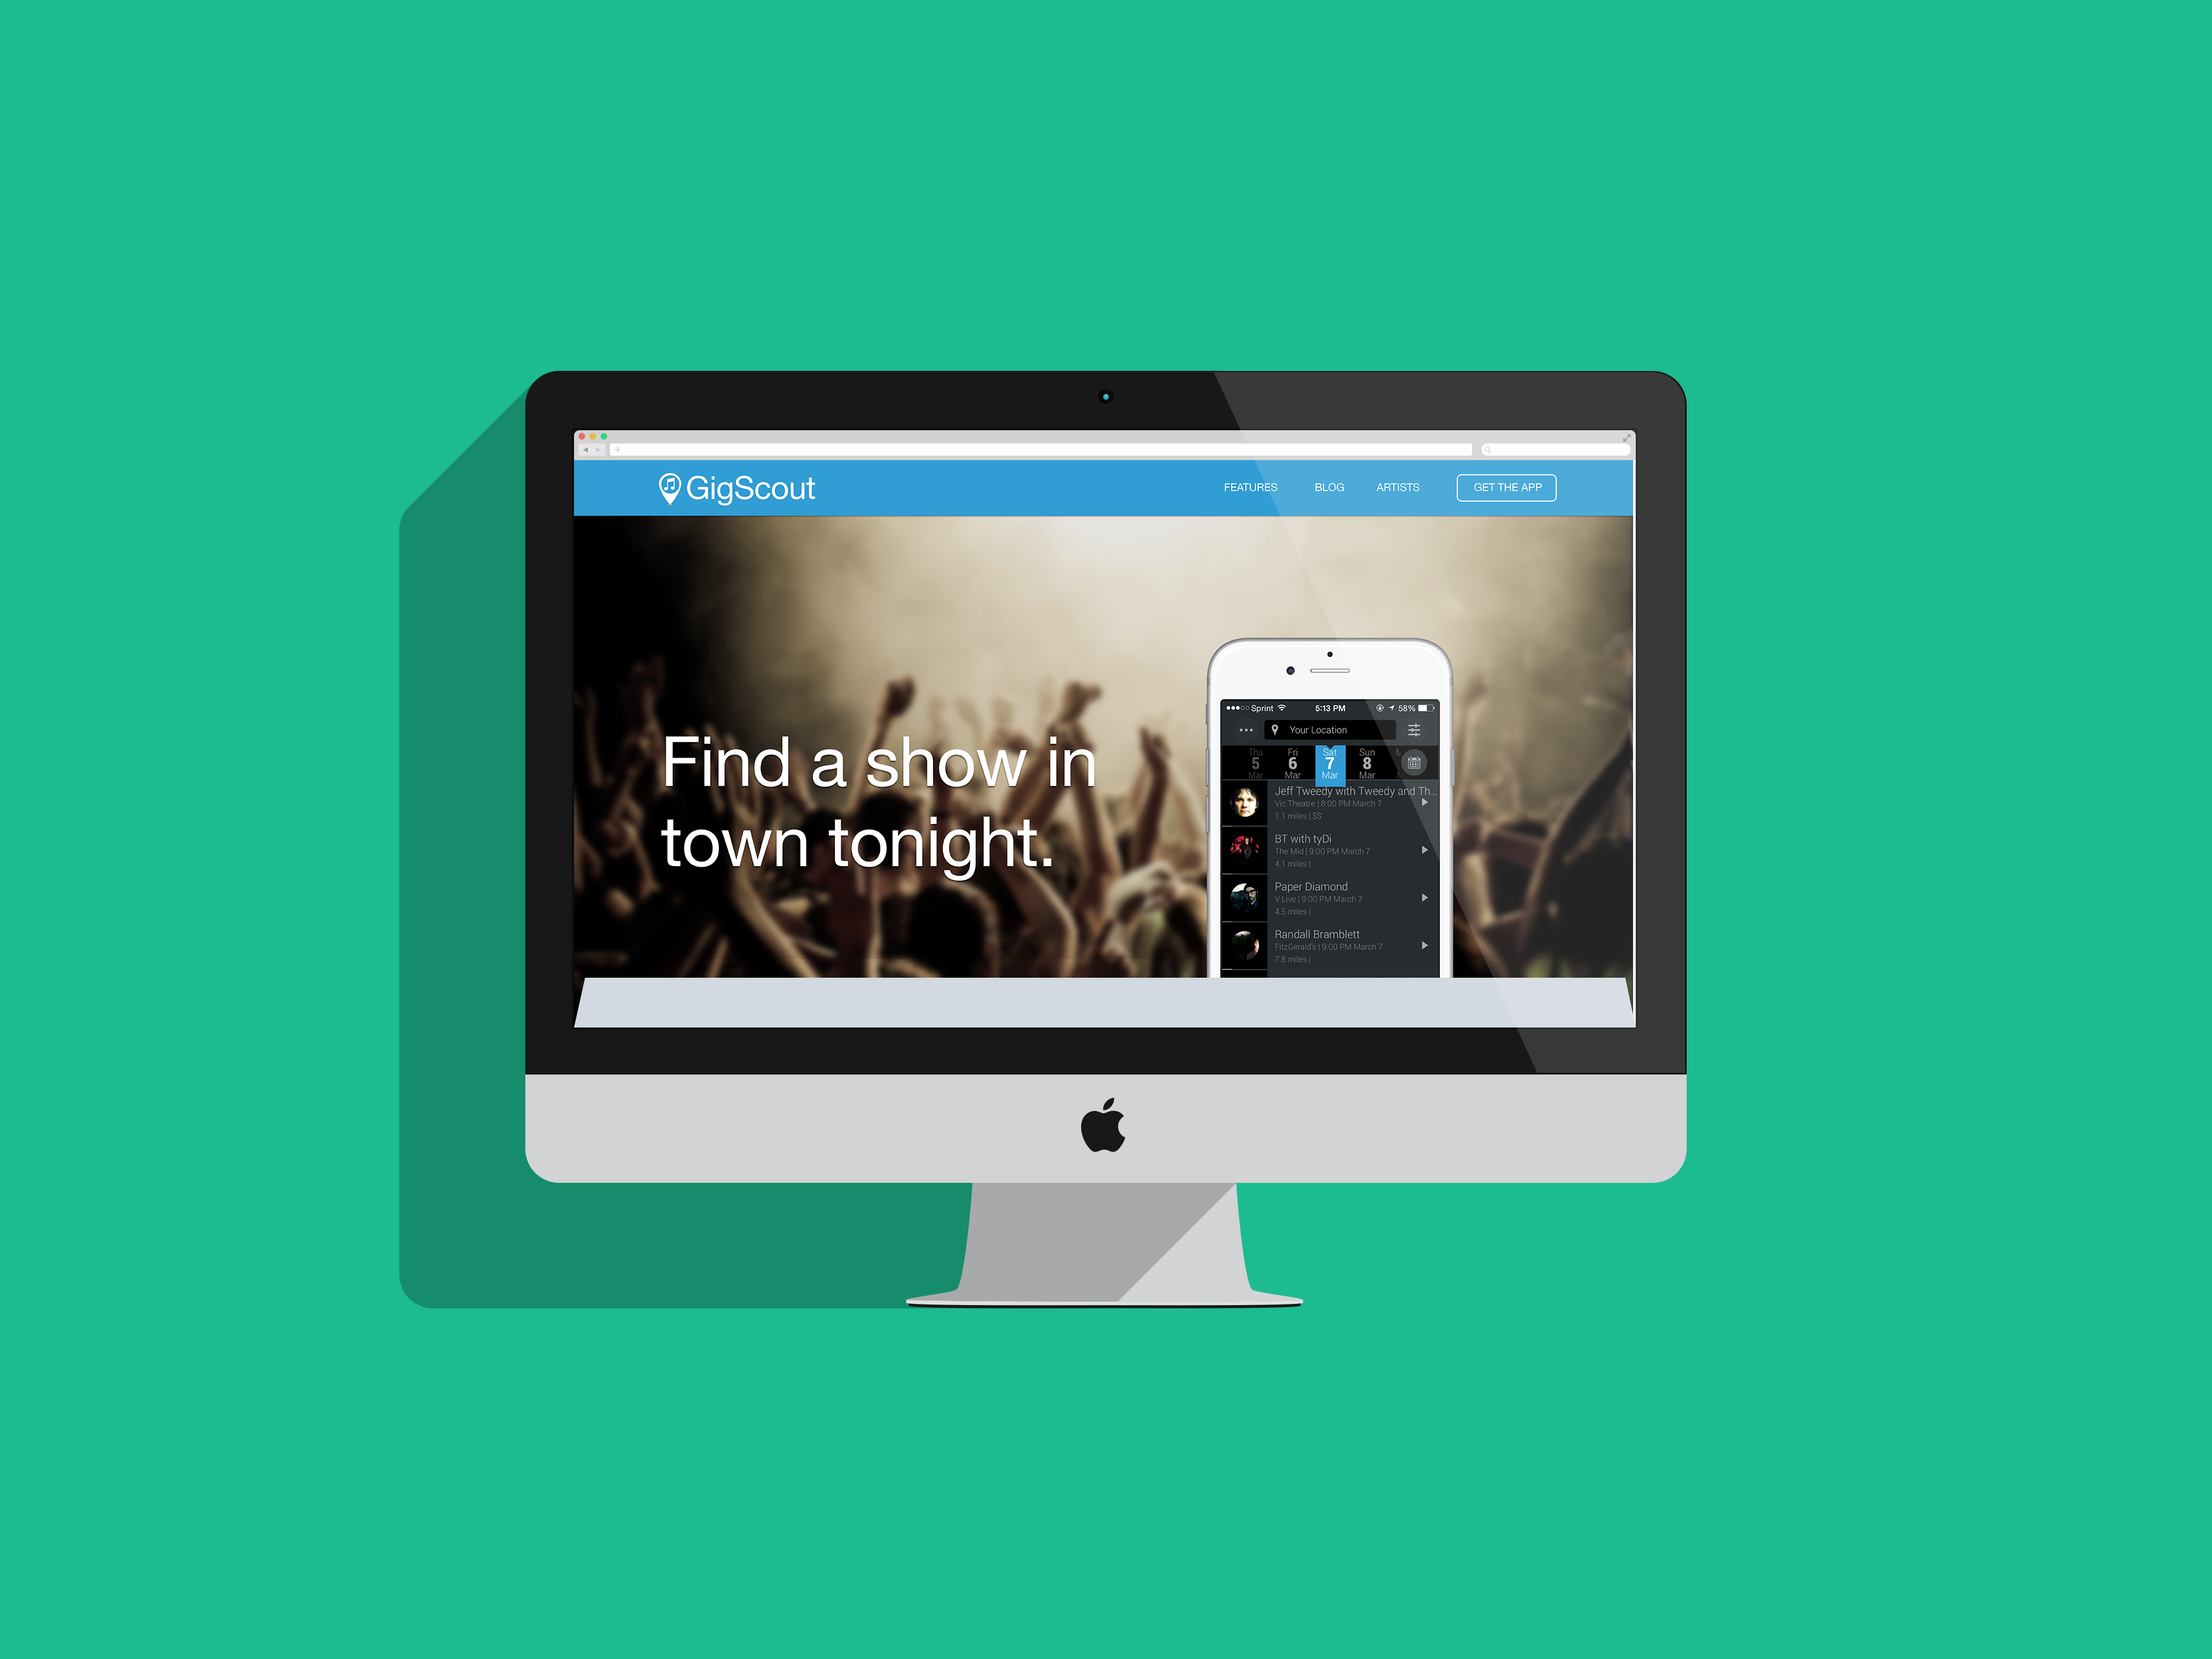 GigScout
FEATURES BLOG ARTISTS GET THE APP
Find a show in
town tonight.
Sprint 5:13 PM 58%
Your Location
Thu Fri Sat Sun
5 6 7 8
Mar Mar Mar Mar
Jeff Tweedy with Tweedy and Th...
Vic Theatre | 8:00 PM March 7
1.1 miles | $$
BT with tyDi
The Mid | 9:00 PM March 7
4.1 miles |
Paper Diamond
V Live | 9:00 PM March 7
4.5 miles |
Randall Bramblett
FitzGerald's | 9:00 PM March 7
7.8 miles |